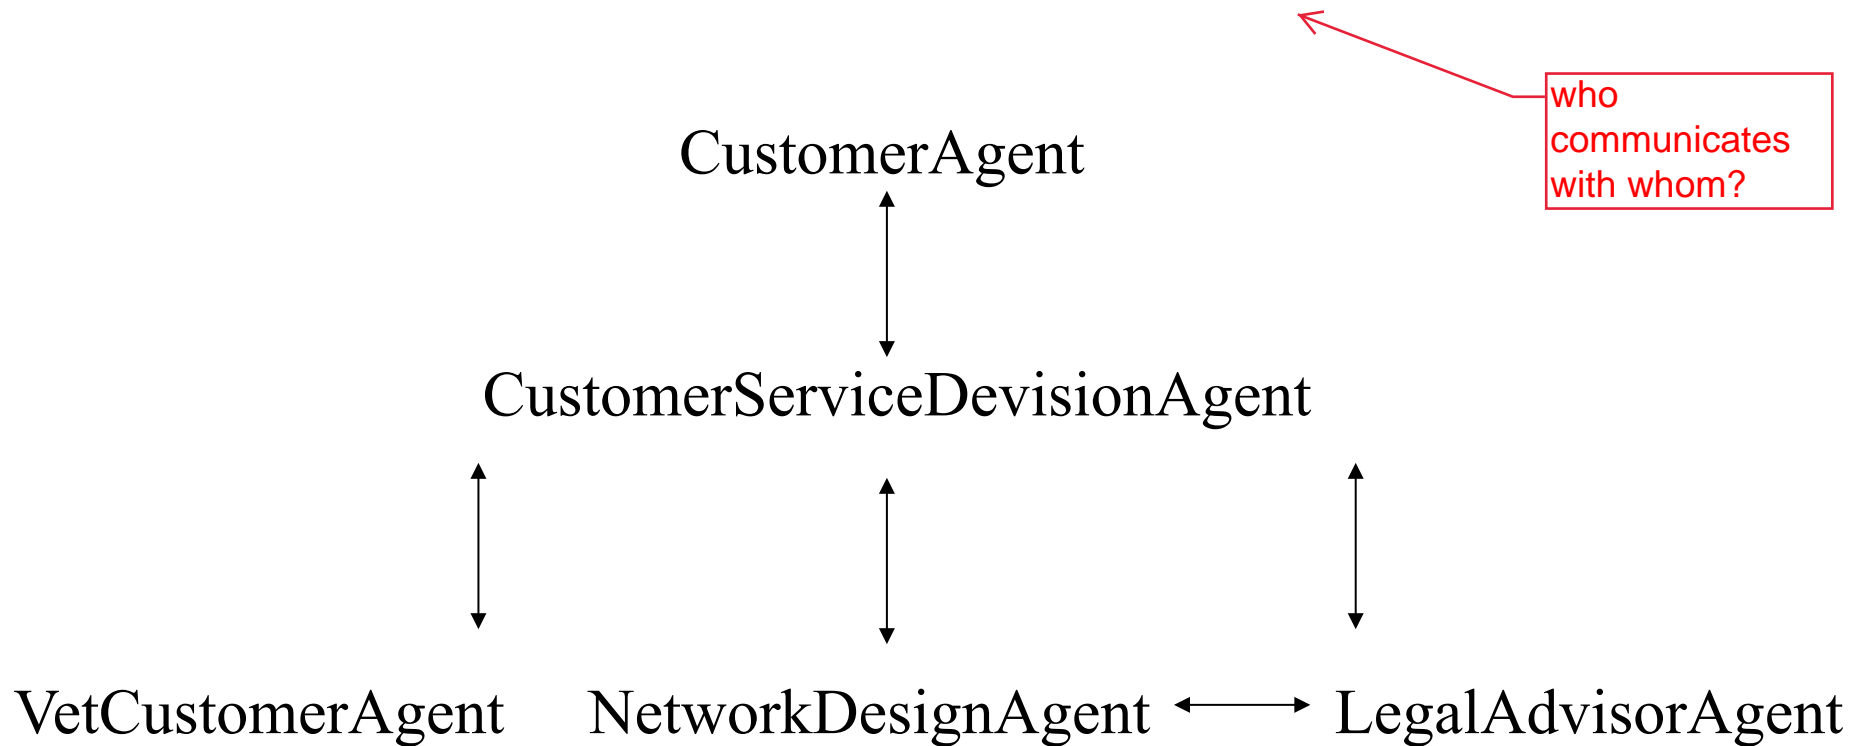 who
communicates
with whom?
CustomerAgent
CustomerServiceDevisionAgent
VetCustomerAgent NetworkDesignAgent LegalAdvisorAgent